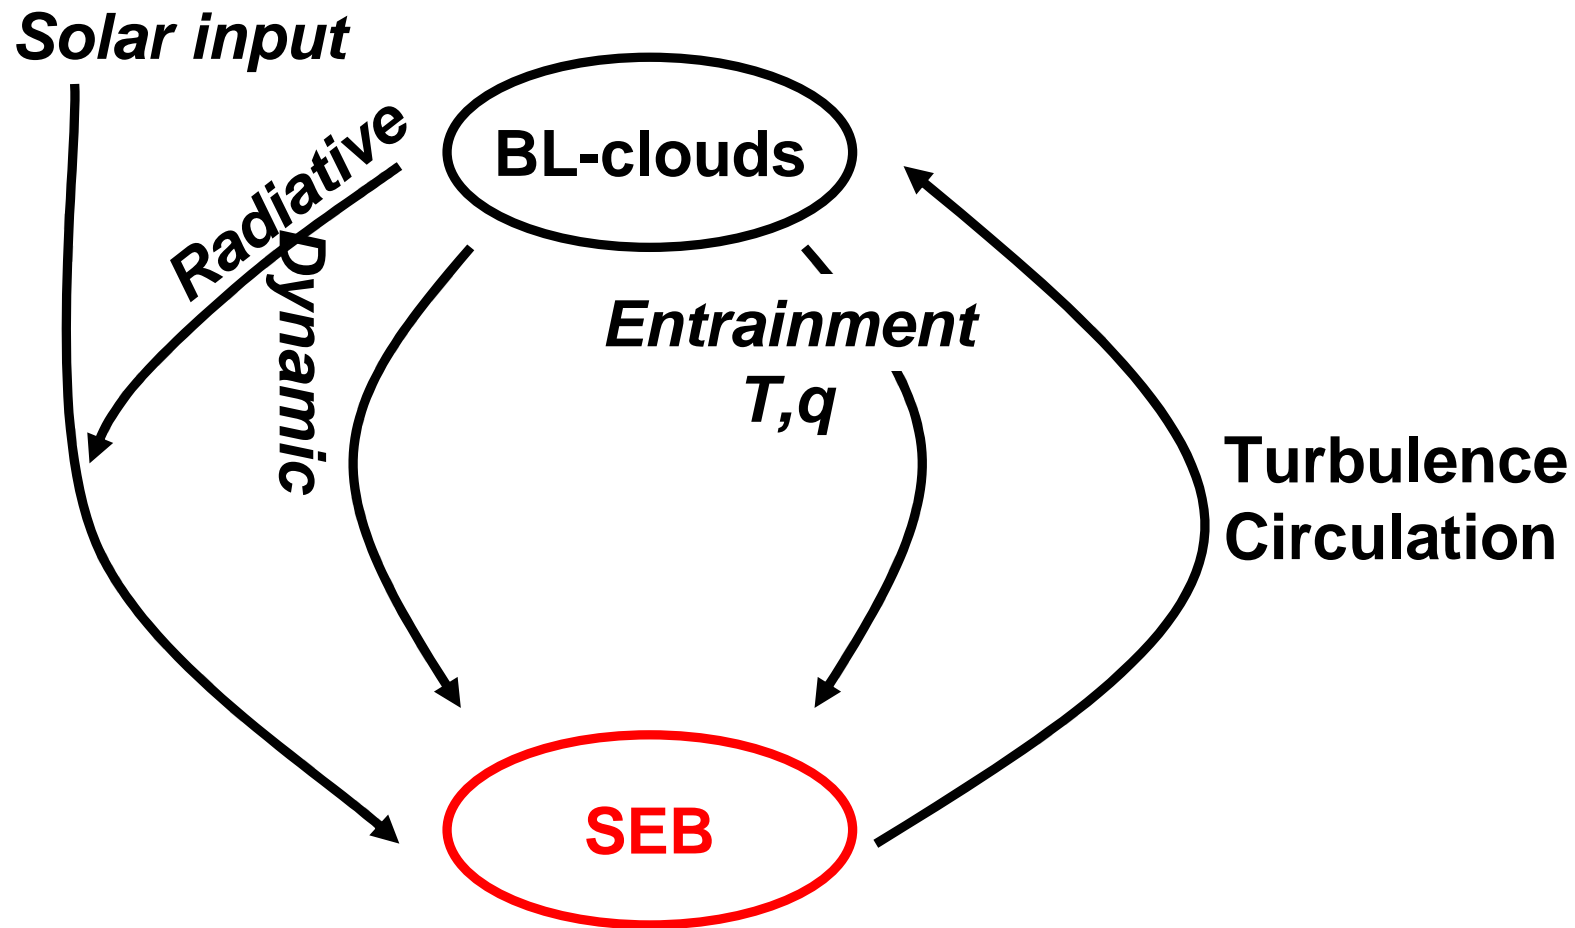 Solar input
Radiative
BL-clouds
Dynamic
Entrainment
T,q
Turbulence
Circulation
SEB